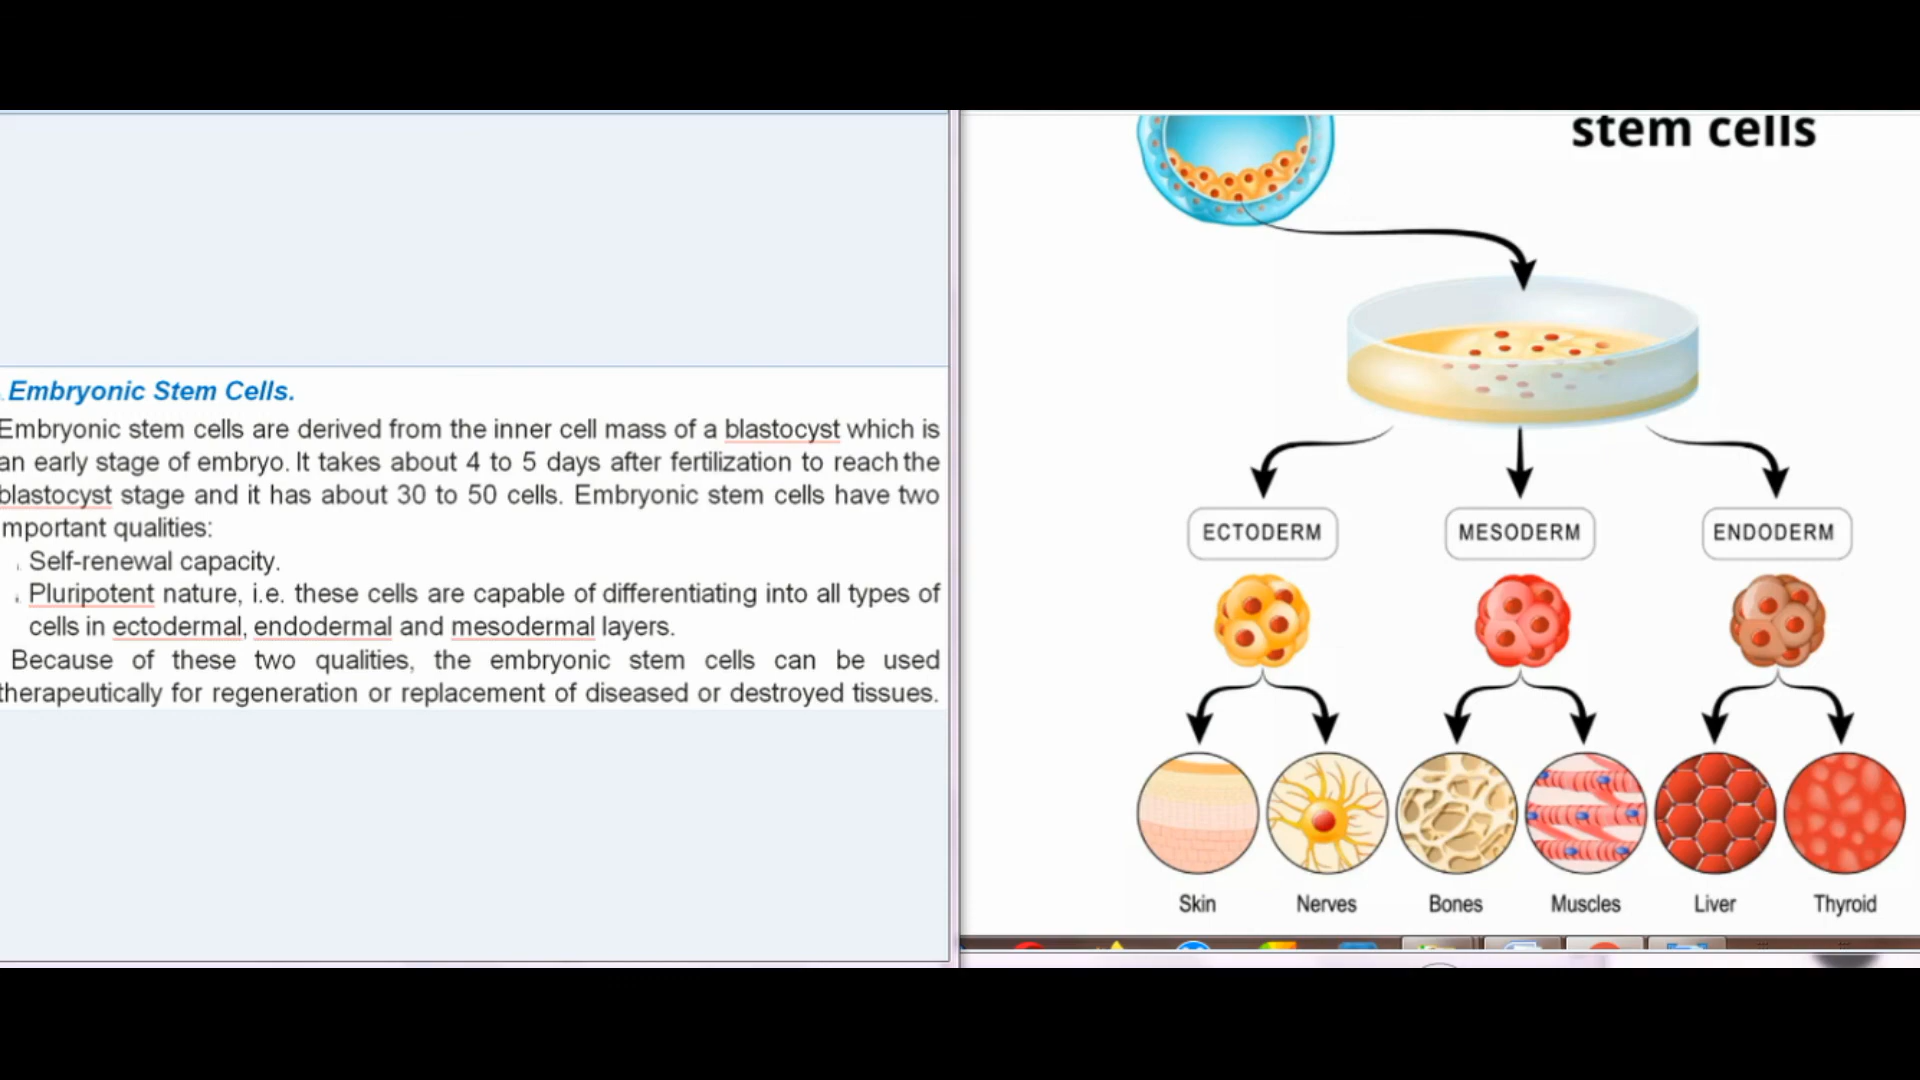 Embryonic Stem Cells.
Embryonic stem cells are derived from the inner cell mass of a blastocyst which is
an early stage of embryo. It takes about 4 to 5 days after fertilization to reach the
blastocyst stage and it has about 30 to 50 cells. Embryonic stem cells have two
mportant qualities:
Self-renewal capacity.
Pluripotent nature, i.e. these cells are capable of differentiating into all types of
cells in ectodermal, endodermal and mesodermal layers.
Because of these two qualities, the embryonic stem cells can be used
therapeutically for regeneration or replacement of diseased or destroyed tissues.
stem cells
ECTODERM MESODERM ENDODERM
Skin Nerves Bones Muscles Liver Thyroid